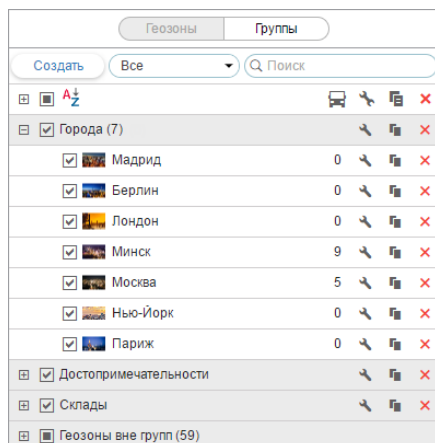 Геозоны Группы
Создать Все Поиск
AZ
Города (7)
Мадрид 0
Берлин 0
Лондон 0
Минск 9
Москва 5
Нью-Йорк 0
Париж 0
Достопримечательности
Склады
Геозоны вне групп (59)